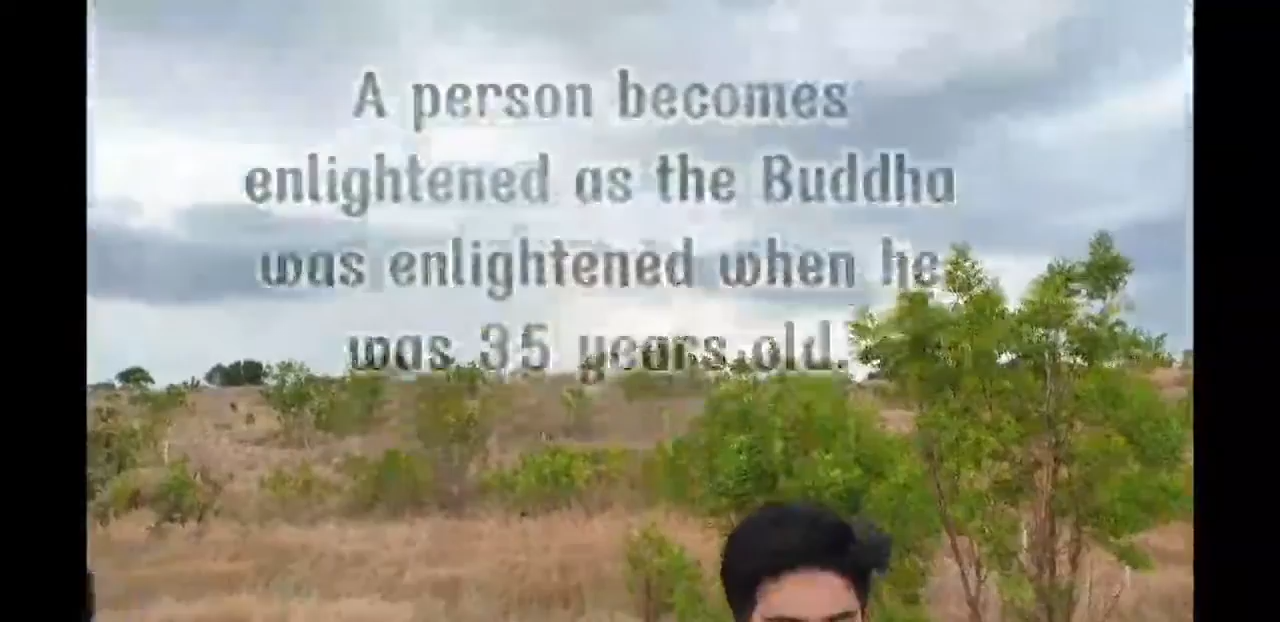 A person becomes
enlightened as the Buddha
was enlightened when he
was 35 years old.